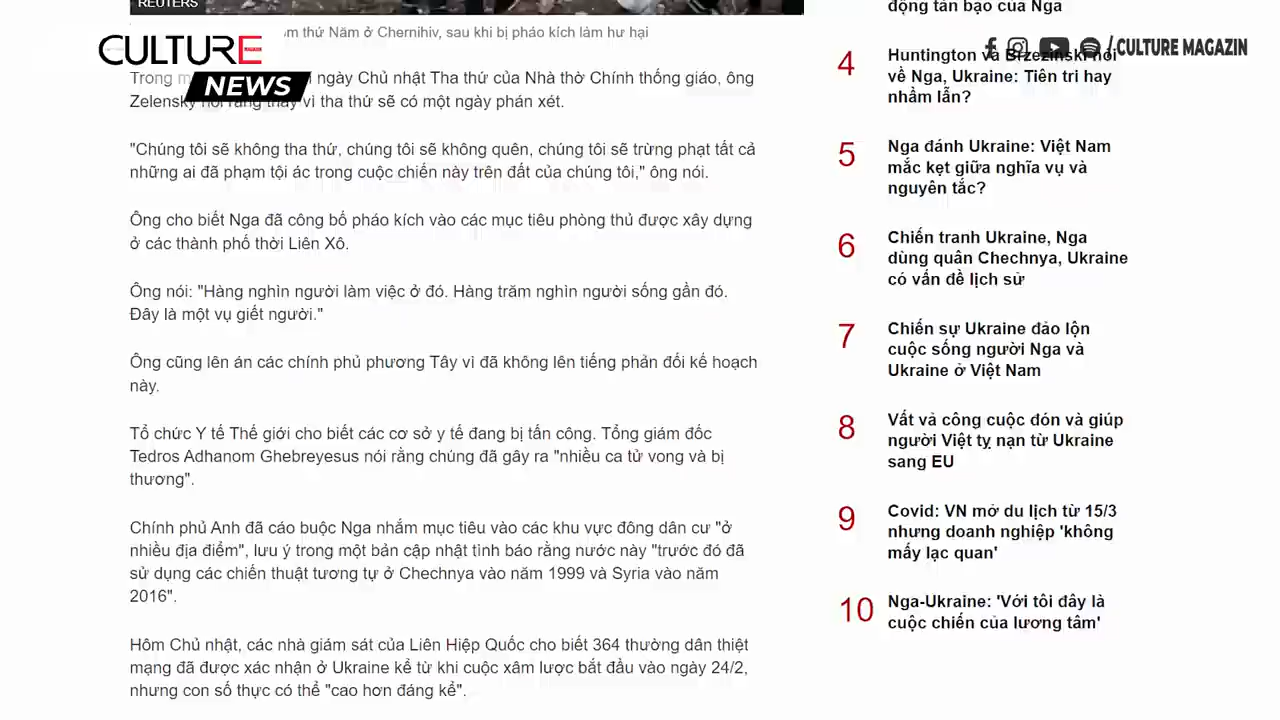 REUTERS
thứ Năm ở Chernihiv, sau khi bị pháo kích làm hư hại
CULTURE
NEWS
Trong ngày Chủ nhật Tha thứ của Nhà thờ Chính thống giáo, ông
Zelensky nói rằng thay vì tha thứ sẽ có một ngày phán xét.
"Chúng tôi sẽ không tha thứ, chúng tôi sẽ không quên, chúng tôi sẽ trừng phạt tất cả
những ai đã phạm tội ác trong cuộc chiến này trên đất của chúng tôi," ông nói.
Ông cho biết Nga đã công bố pháo kích vào các mục tiêu phòng thủ được xây dựng
ở các thành phố thời Liên Xô.
Ông nói: "Hàng nghìn người làm việc ở đó. Hàng trăm nghìn người sống gần đó.
Đây là một vụ giết người."
Ông cũng lên án các chính phủ phương Tây vì đã không lên tiếng phản đối kế hoạch
này.
Tổ chức Y tế Thế giới cho biết các cơ sở y tế đang bị tấn công. Tổng giám đốc
Tedros Adhanom Ghebreyesus nói rằng chúng đã gây ra "nhiều ca tử vong và bị
thương".
Chính phủ Anh đã cáo buộc Nga nhắm mục tiêu vào các khu vực đông dân cư "ở
nhiều địa điểm", lưu ý trong một bản cập nhật tình báo rằng nước này "trước đó đã
sử dụng các chiến thuật tương tự ở Chechnya vào năm 1999 và Syria vào năm
2016".
Hôm Chủ nhật, các nhà giám sát của Liên Hiệp Quốc cho biết 364 thường dân thiệt
mạng đã được xác nhận ở Ukraine kể từ khi cuộc xâm lược bắt đầu vào ngày 24/2,
nhưng con số thực có thể "cao hơn đáng kể".
động tàn bạo của Nga
/CULTURE MAGAZIN
4
Huntington và Brzezinski nói
về Nga, Ukraine: Tiên tri hay
nhầm lẫn?
5
Nga đánh Ukraine: Việt Nam
mắc kẹt giữa nghĩa vụ và
nguyên tắc?
6
Chiến tranh Ukraine, Nga
dùng quân Chechnya, Ukraine
có vấn đề lịch sử
7
Chiến sự Ukraine đảo lộn
cuộc sống người Nga và
Ukraine ở Việt Nam
8
Vất vả công cuộc đón và giúp
người Việt tỵ nạn từ Ukraine
sang EU
9
Covid: VN mở du lịch từ 15/3
nhưng doanh nghiệp 'không
mấy lạc quan'
10
Nga-Ukraine: 'Với tôi đây là
cuộc chiến của lương tâm'